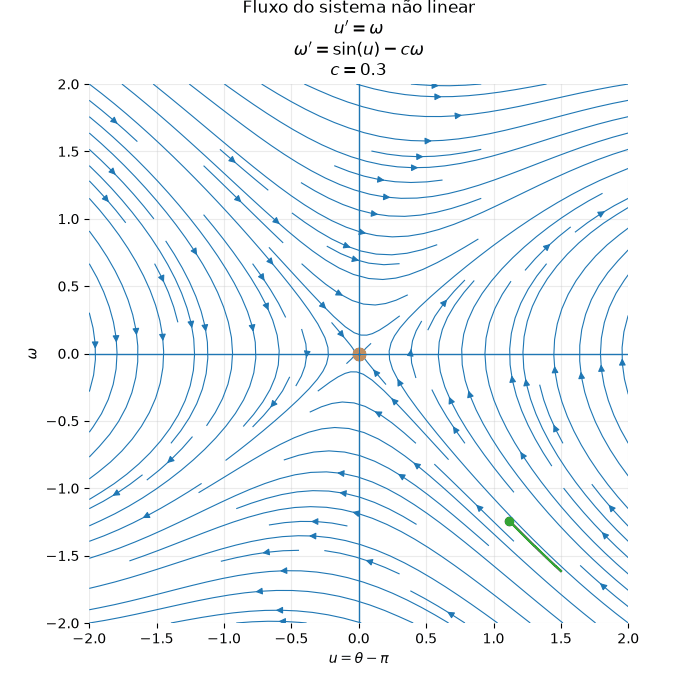 Fluxo do sistema não linear
u′ = ω
ω′ = sin(u) − cω
c = 0.3
2.0
1.5
1.0
0.5
0.0
−0.5
−1.0
−1.5
−2.0
ω
−2.0 −1.5 −1.0 −0.5 0.0 0.5 1.0 1.5 2.0
u = θ − π